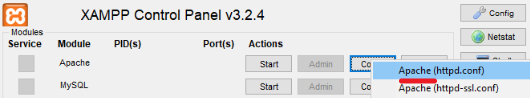 XAMPP Control Panel v3.2.4
Config
Modules
Service Module PID(s) Port(s) Actions
Netstat
Apache Start Admin
Apache (httpd.conf)
MySQL Start Admin
Apache (httpd-ssl.conf)